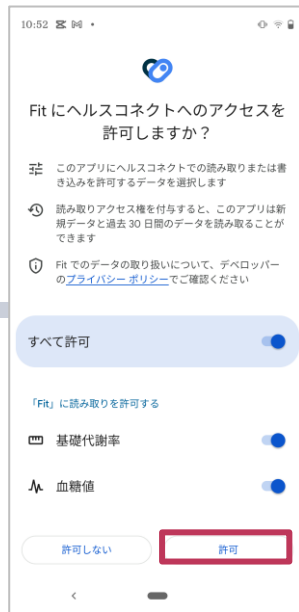 10:52
Fit にヘルスコネクトへのアクセスを
許可しますか？
このアプリにヘルスコネクトでの読み取りまたは書
き込みを許可するデータを選択します
読み取りアクセス権を付与すると、このアプリは新
規データと過去 30 日間のデータを読み取ることが
できます
Fit でのデータの取り扱いについて、デベロッパー
のプライバシー ポリシーでご確認ください
すべて許可
「Fit」に読み取りを許可する
基礎代謝率
血糖値
許可しない
許可